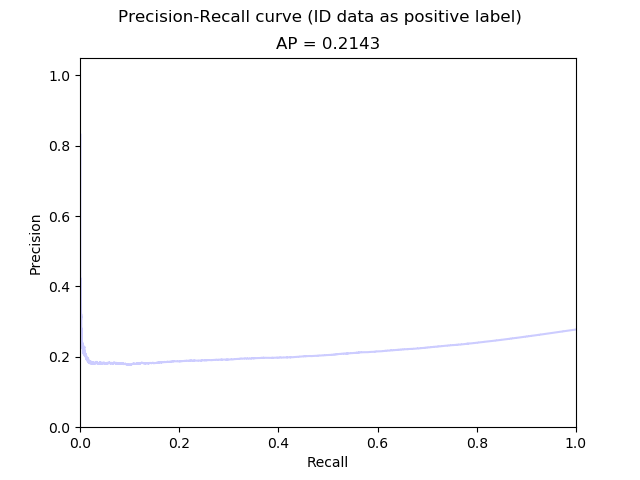 Precision-Recall curve (ID data as positive label)
AP = 0.2143
1.0
0.8
0.6
0.4
0.2
0.0
Precision
0.0 0.2 0.4 0.6 0.8 1.0
Recall